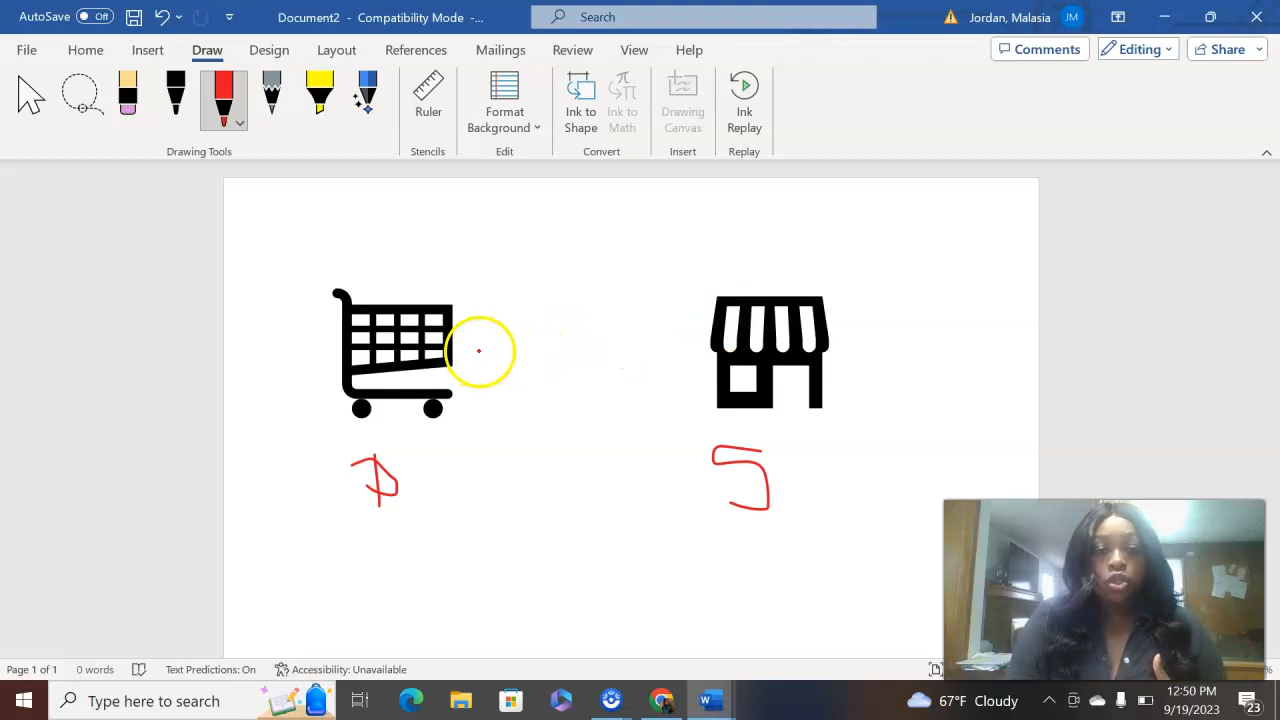 AutoSave Off Document2 - Compatibility Mode -... Search Jordan, Malasia JM
File Home Insert Draw Design Layout References Mailings Review View Help Comments Editing Share
Ruler Format Background Ink to Shape Ink to Math Drawing Canvas Ink Replay
Drawing Tools Stencils Edit Convert Insert Replay
D S
Page 1 of 1 0 words Text Predictions: On Accessibility: Unavailable %
Type here to search 67°F Cloudy 12:50 PM
9/19/2023 23